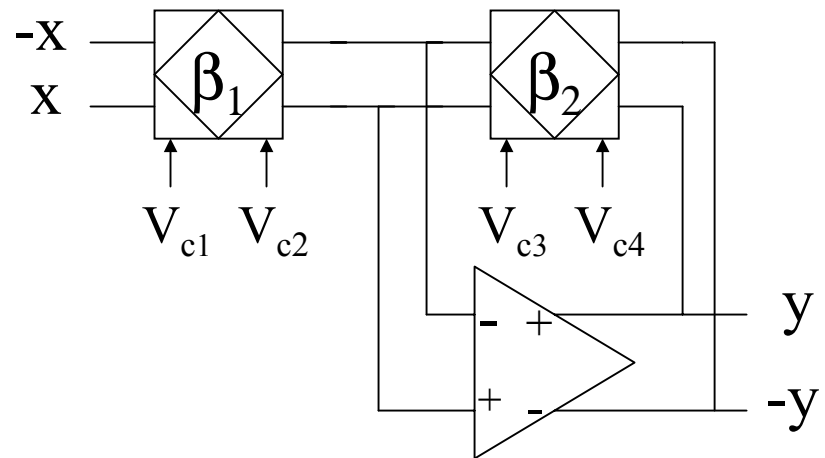 -x
x
β1
β2
Vc1
Vc2
Vc3
Vc4
- +
+ -
y
-y